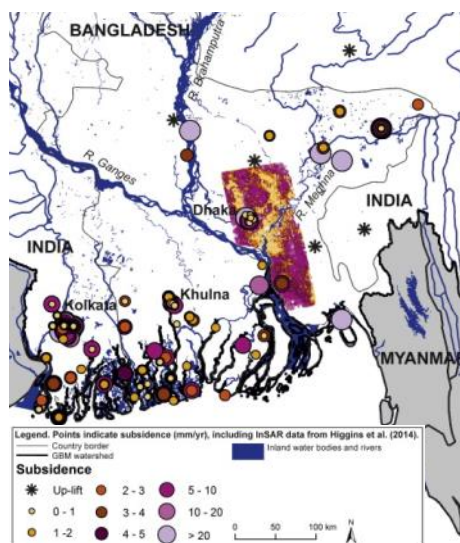 BANGLADESH
R. Brahamputra
R. Ganges
Dhaka
R. Meghna
INDIA
INDIA
Kolkata
Khulna
MYANMA
Legend. Points indicate subsidence (mm/yr), including InSAR data from Higgins et al. (2014).
Country border
GBM watershed
Inland water bodies and rivers
Subsidence
Up-lift
0 - 1
1 -2
2 - 3
3 - 4
4 - 5
5 - 10
10 - 20
> 20
0 50 100 km
N